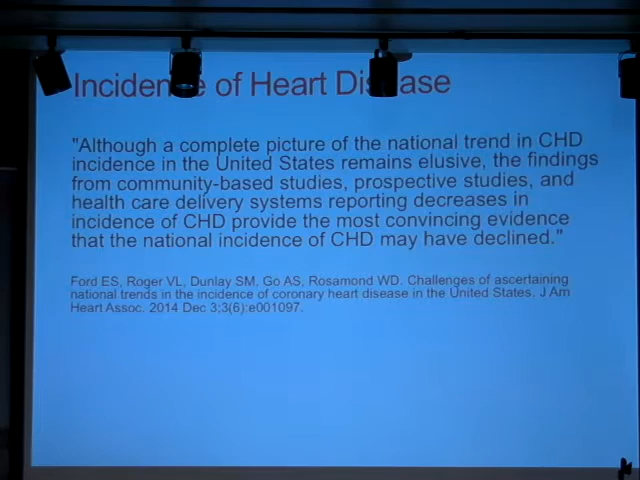 Incidence of Heart Disease
"Although a complete picture of the national trend in CHD
incidence in the United States remains elusive, the findings
from community-based studies, prospective studies, and
health care delivery systems reporting decreases in
incidence of CHD provide the most convincing evidence
that the national incidence of CHD may have declined."
Ford ES, Roger VL, Dunlay SM, Go AS, Rosamond WD. Challenges of ascertaining
national trends in the incidence of coronary heart disease in the United States. J Am
Heart Assoc. 2014 Dec 3;3(6):e001097.